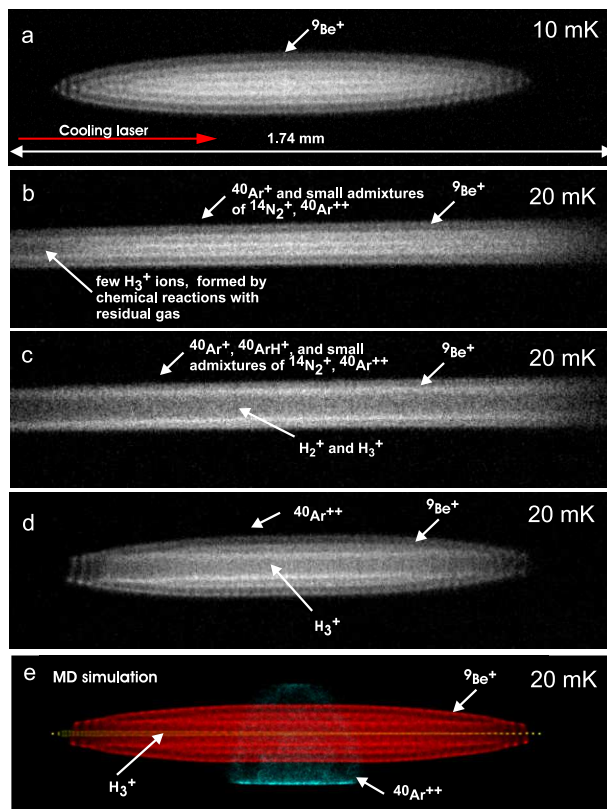 a
⁹Be⁺
10 mK
Cooling laser
1.74 mm
b
⁴⁰Ar⁺ and small admixtures
of ¹⁴N₂⁺, ⁴⁰Ar⁺⁺
⁹Be⁺
20 mK
few H₃⁺ ions, formed by
chemical reactions with
residual gas
c
⁴⁰Ar⁺, ⁴⁰ArH⁺, and small
admixtures of ¹⁴N₂⁺, ⁴⁰Ar⁺⁺
⁹Be⁺
20 mK
H₂⁺ and H₃⁺
d
⁴⁰Ar⁺⁺
⁹Be⁺
20 mK
H₃⁺
e
MD simulation
⁹Be⁺
20 mK
H₃⁺
⁴⁰Ar⁺⁺